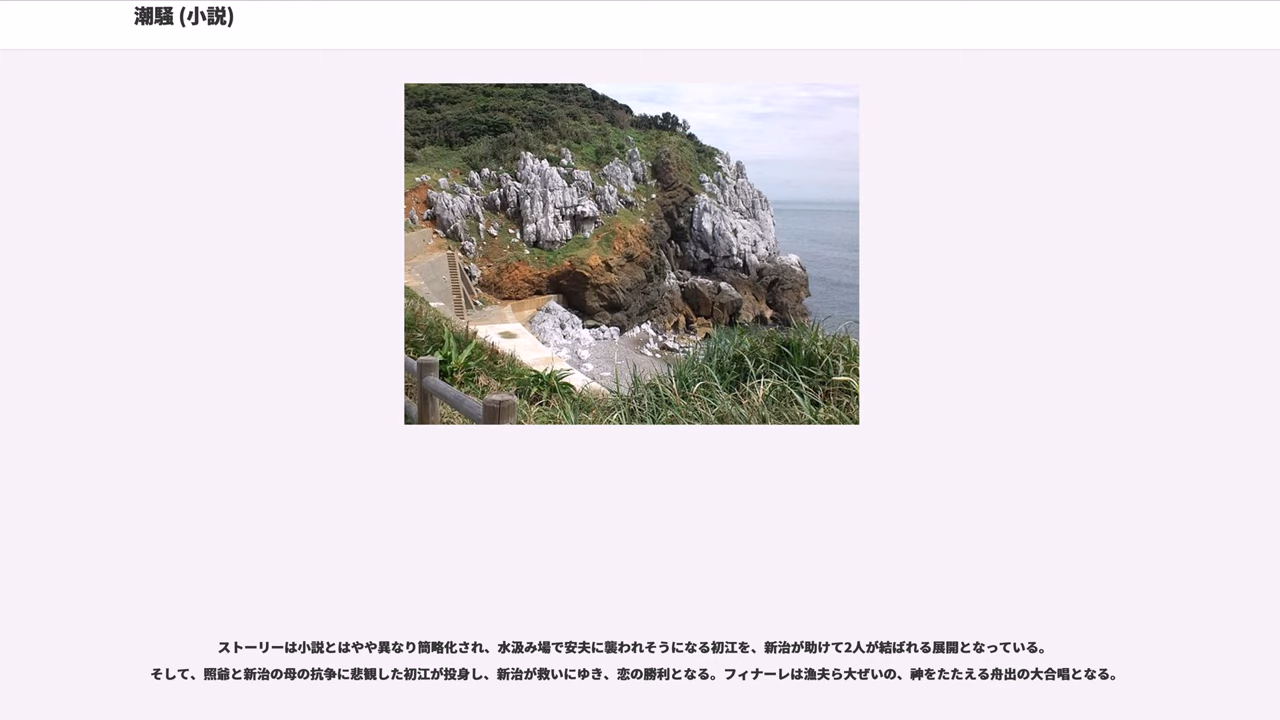 潮騒 (小説)
ストーリーは小説とはやや異なり簡略化され、水汲み場で安夫に襲われそうになる初江を、新治が助けて2人が結ばれる展開となっている。
そして、照爺と新治の母の抗争に悲観した初江が投身し、新治が救いにゆき、恋の勝利となる。フィナーレは漁夫ら大ぜいの、神をたたえる舟出の大合唱となる。